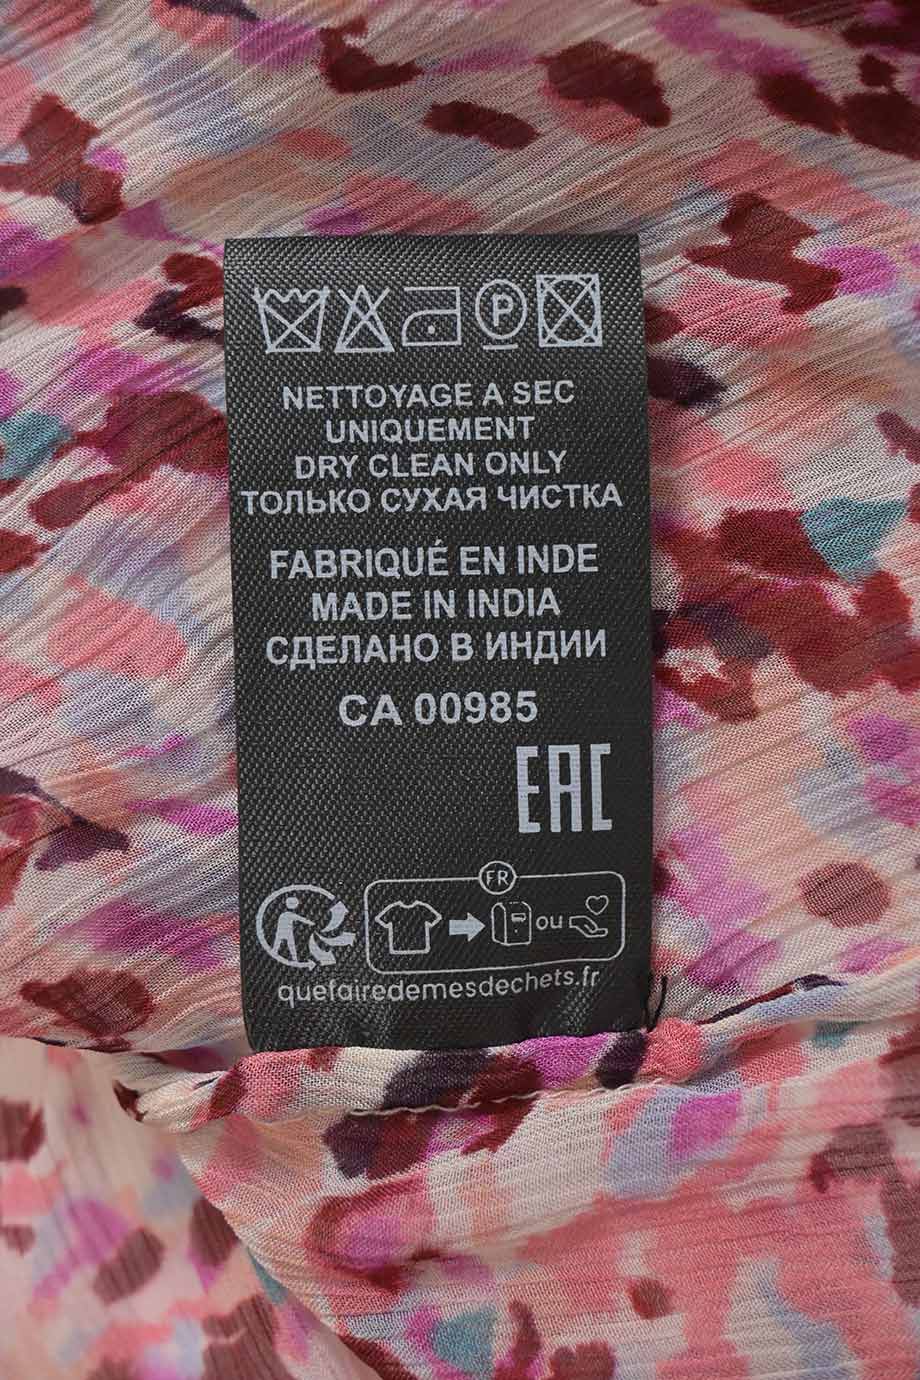 P
NETTOYAGE A SEC
UNIQUEMENT
DRY CLEAN ONLY
ТОЛЬКО СУХАЯ ЧИСТКА
FABRIQUÉ EN INDE
MADE IN INDIA
СДЕЛАНО В ИНДИИ
CA 00985
EAC
FR
ou
quefairedemesdechets.fr